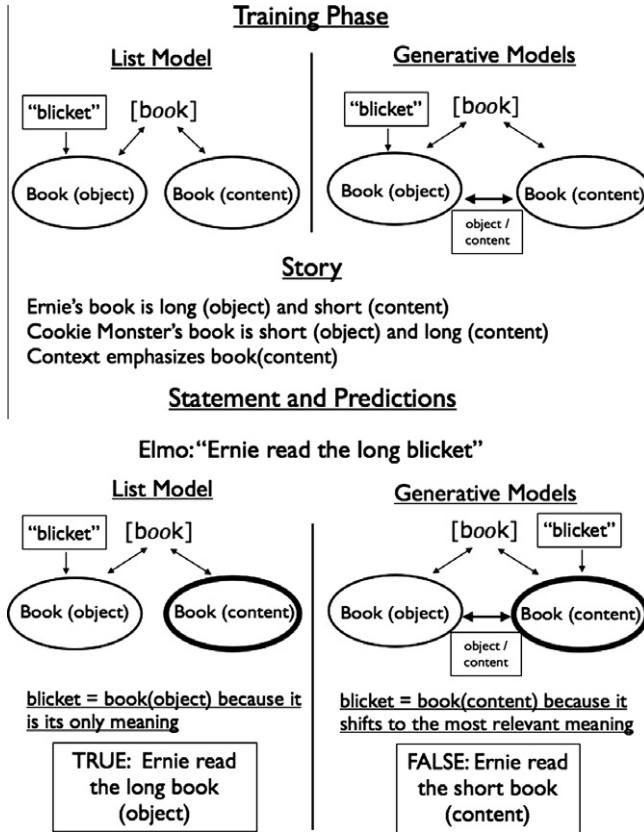 Training Phase
List Model
Generative Models
"blicket"
[book]
Book (object)
Book (content)
"blicket"
[book]
Book (object)
Book (content)
object /
content
Story
Ernie's book is long (object) and short (content)
Cookie Monster's book is short (object) and long (content)
Context emphasizes book(content)
Statement and Predictions
Elmo: "Ernie read the long blicket"
List Model
Generative Models
"blicket"
[book]
Book (object)
Book (content)
[book]
"blicket"
Book (object)
Book (content)
object /
content
blicket = book(object) because it
is its only meaning
blicket = book(content) because it
shifts to the most relevant meaning
TRUE: Ernie read
the long book
(object)
FALSE: Ernie read
the short book
(content)